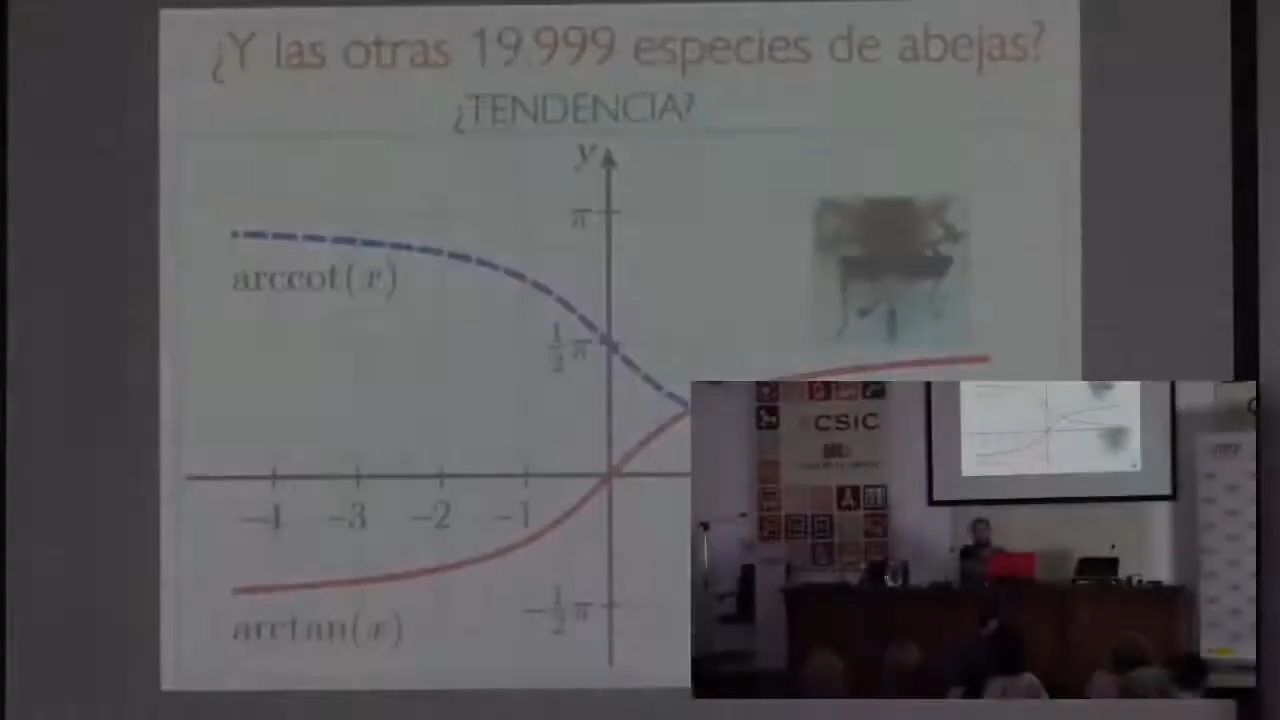 ¿Y las otras 19.999 especies de abejas?
¿TENDENCIA?
y
π
arccot(x)
½π
−4 −3 −2 −1
−½π
arctan(x)
CSIC